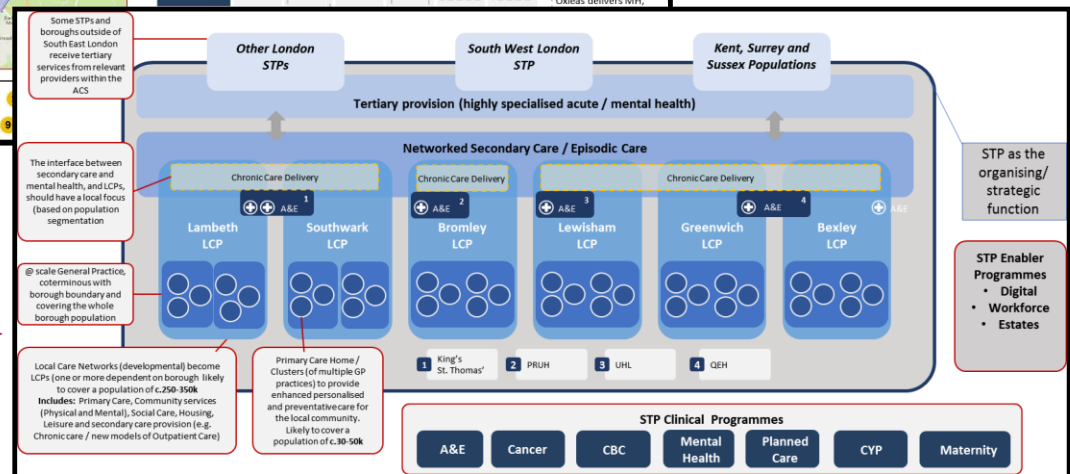 * Oxleas delivers MH,
Some STPs and
boroughs outside of
South East London
receive tertiary
services from relevant
providers within the
ACS
Other London
STPs
South West London
STP
Kent, Surrey and
Sussex Populations
Tertiary provision (highly specialised acute / mental health)
9
Networked Secondary Care / Episodic Care
The interface between
secondary care and
mental health, and LCPs,
should have a local focus
(based on population
segmentation
Chronic Care Delivery
Chronic Care Delivery
Chronic Care Delivery
A&E 1
A&E 2
A&E 3
A&E 4
A&E
Lambeth
LCP
Southwark
LCP
Bromley
LCP
Lewisham
LCP
Greenwich
LCP
Bexley
LCP
STP as the
organising/
strategic
function
@ scale General Practice,
coterminous with
borough boundary and
covering the whole
borough population
STP Enabler
Programmes
• Digital
• Workforce
• Estates
1 King's
St. Thomas'
2 PRUH
3 UHL
4 QEH
Local Care Networks (developmental) become
LCPs (one or more dependent on borough likely
to cover a population of c.250-350k
Includes: Primary Care, Community services
(Physical and Mental), Social Care, Housing,
Leisure and secondary care provision (e.g.
Chronic care / new models of Outpatient Care)
Primary Care Home /
Clusters (of multiple GP
practices) to provide
enhanced personalised
and preventative care for
the local community.
Likely to cover a
population of c.30-50k
STP Clinical Programmes
A&E
Cancer
CBC
Mental
Health
Planned
Care
CYP
Maternity